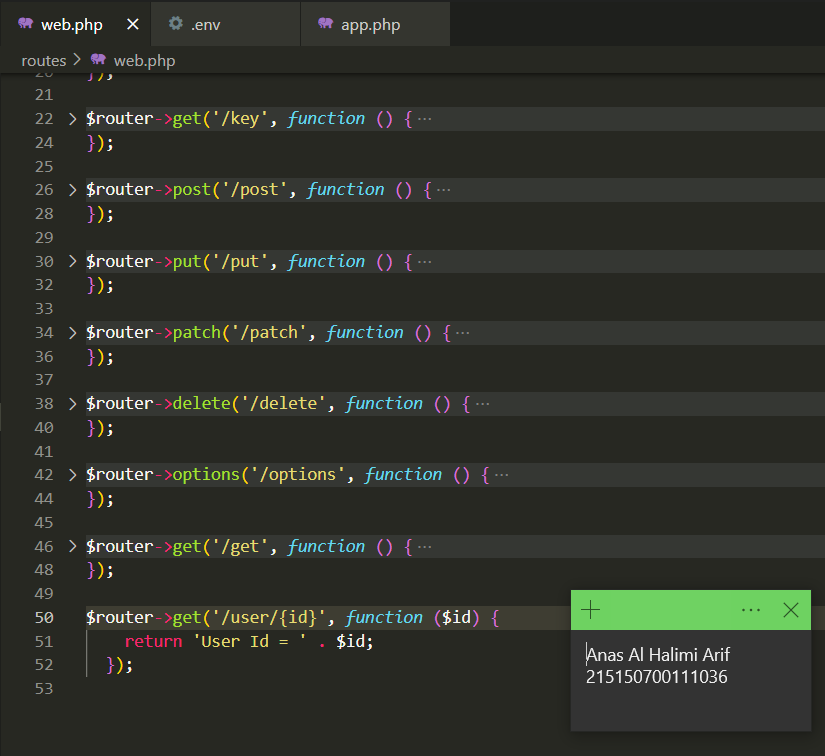 web.php
.env
app.php
routes > web.php
20 });
21
22 > $router->get('/key', function () { ···
24 });
25
26 > $router->post('/post', function () { ···
28 });
29
30 > $router->put('/put', function () { ···
32 });
33
34 > $router->patch('/patch', function () { ···
36 });
37
38 > $router->delete('/delete', function () { ···
40 });
41
42 > $router->options('/options', function () { ···
44 });
45
46 > $router->get('/get', function () { ···
48 });
49
50 $router->get('/user/{id}', function ($id) {
51 return 'User Id = ' . $id;
52 });
53
Anas Al Halimi Arif
215150700111036